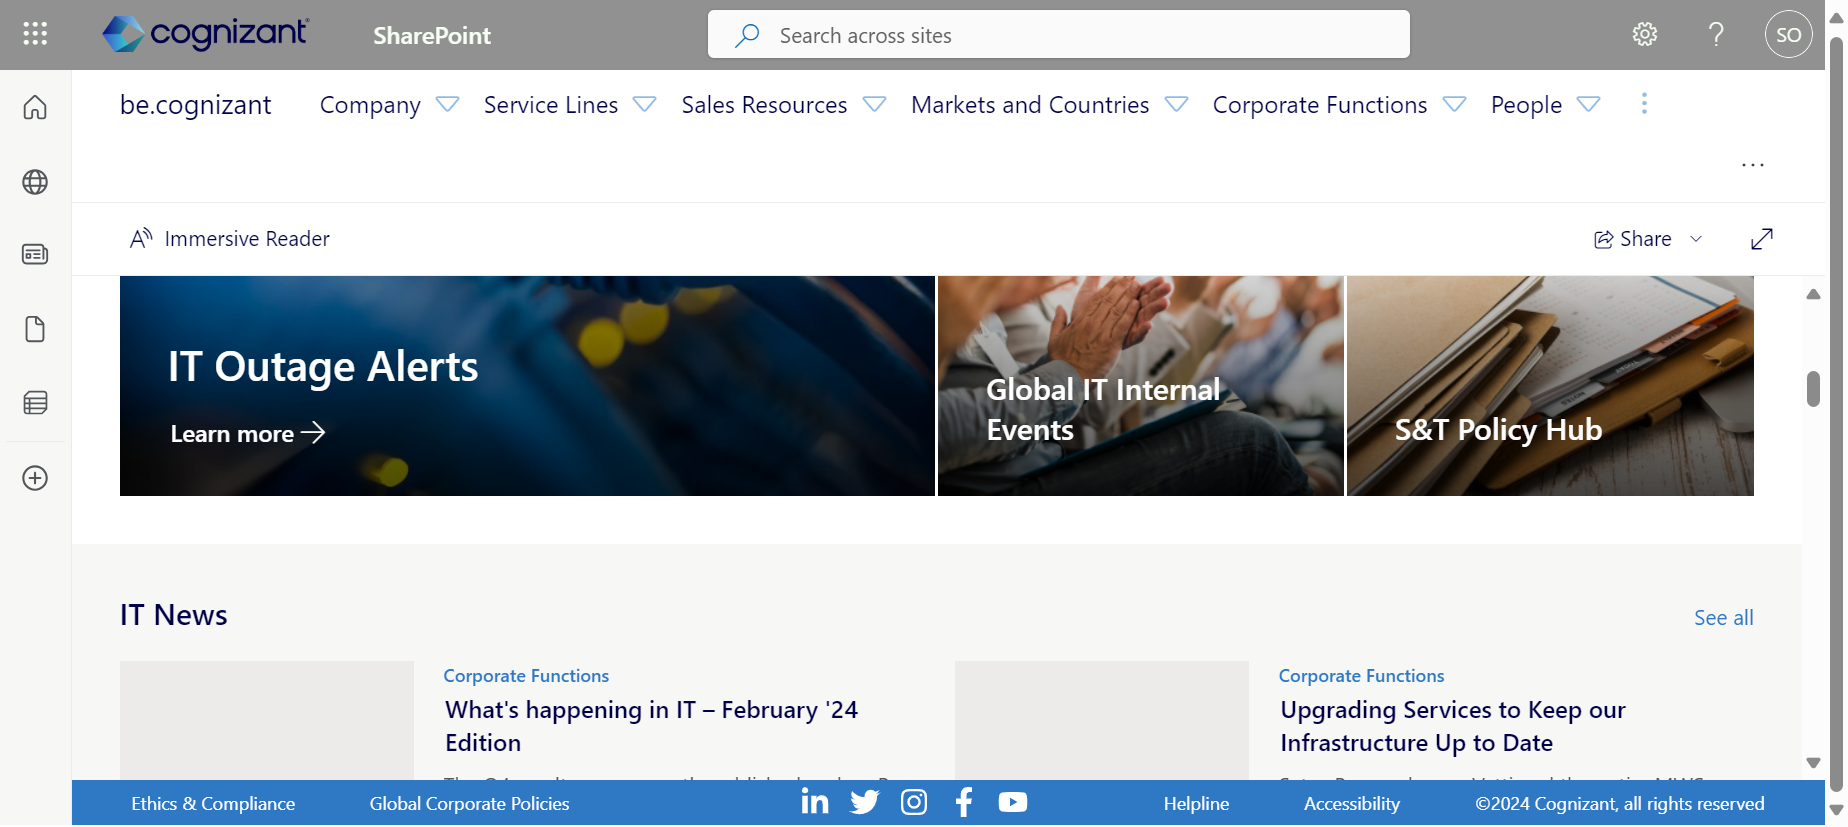 cognizant
SharePoint
Search across sites
SO
be.cognizant
Company
Service Lines
Sales Resources
Markets and Countries
Corporate Functions
People
Immersive Reader
Share
IT Outage Alerts
Learn more
Global IT Internal
Events
S&T Policy Hub
IT News
See all
Corporate Functions
What's happening in IT – February '24
Edition
Corporate Functions
Upgrading Services to Keep our
Infrastructure Up to Date
Ethics & Compliance
Global Corporate Policies
Helpline
Accessibility
©2024 Cognizant, all rights reserved